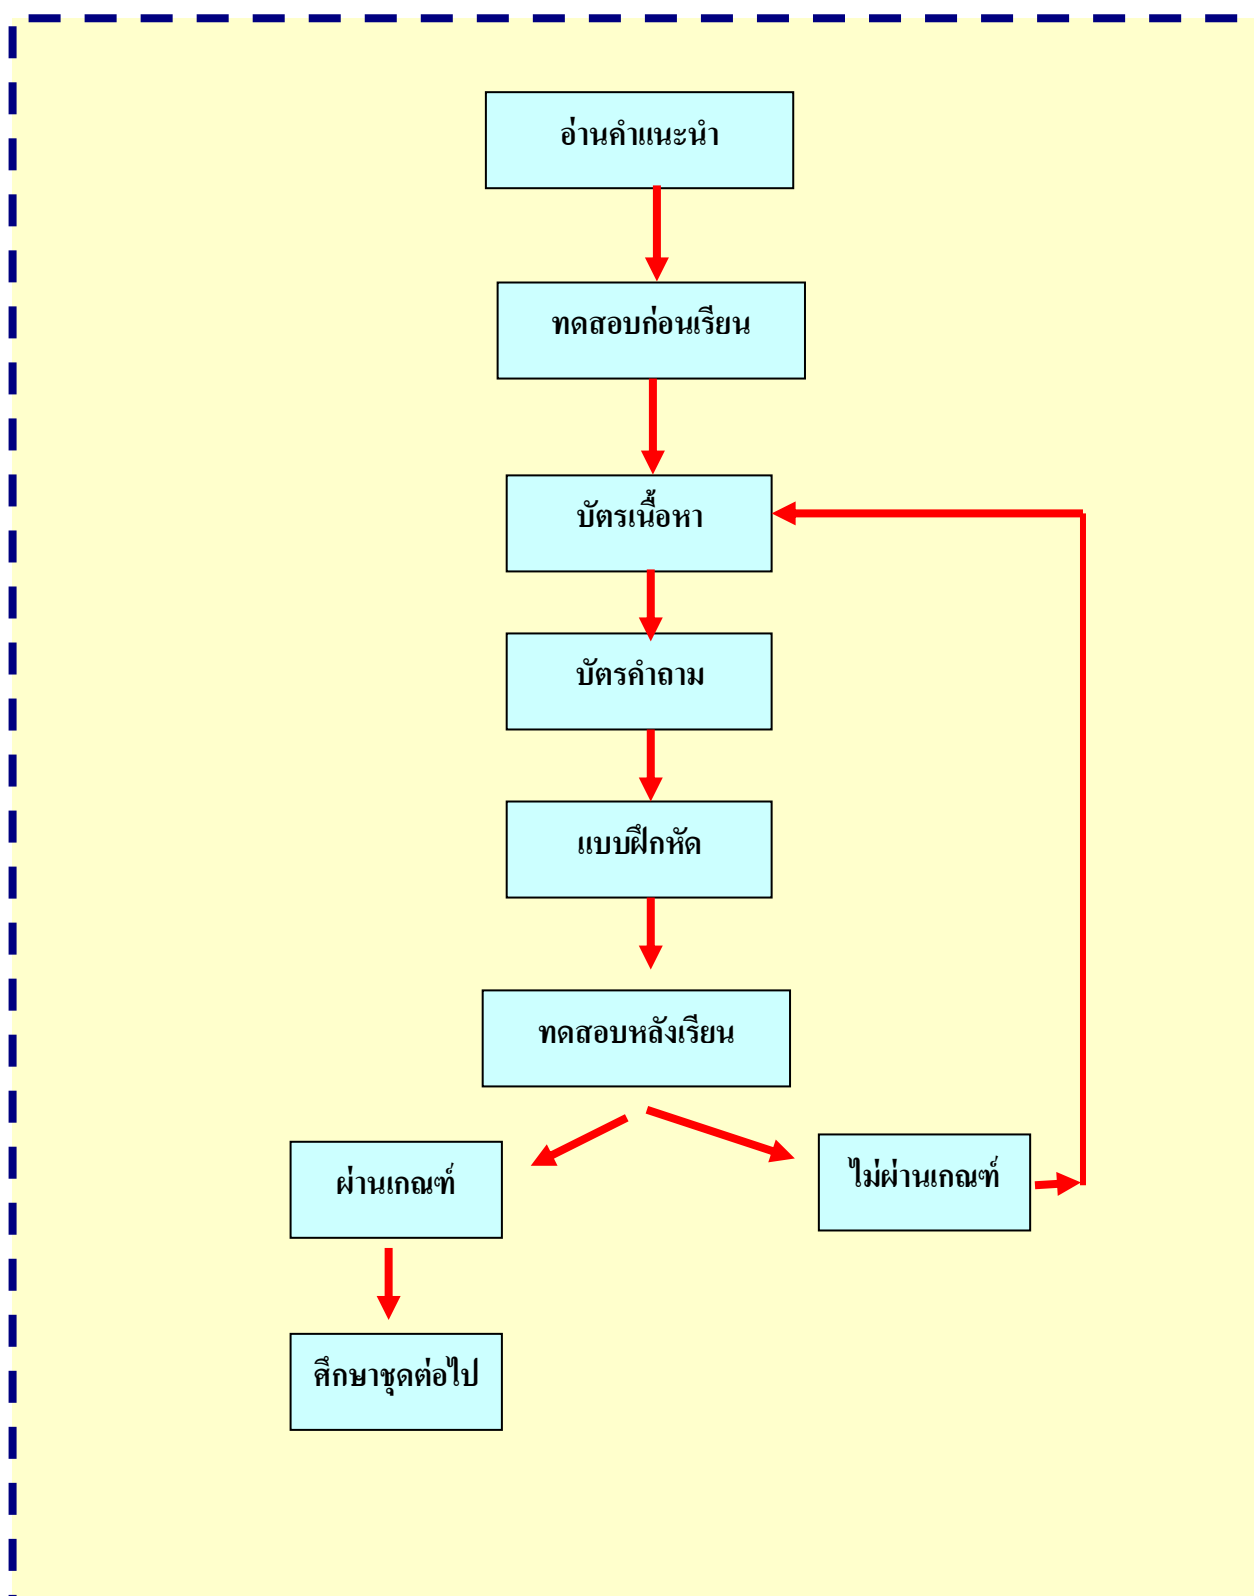 อ่านคำแนะนำ
ทดสอบก่อนเรียน
บัตรเนื้อหา
บัตรคำถาม
แบบฝึกหัด
ทดสอบหลังเรียน
ผ่านเกณฑ์
ไม่ผ่านเกณฑ์
ศึกษาชุดต่อไป